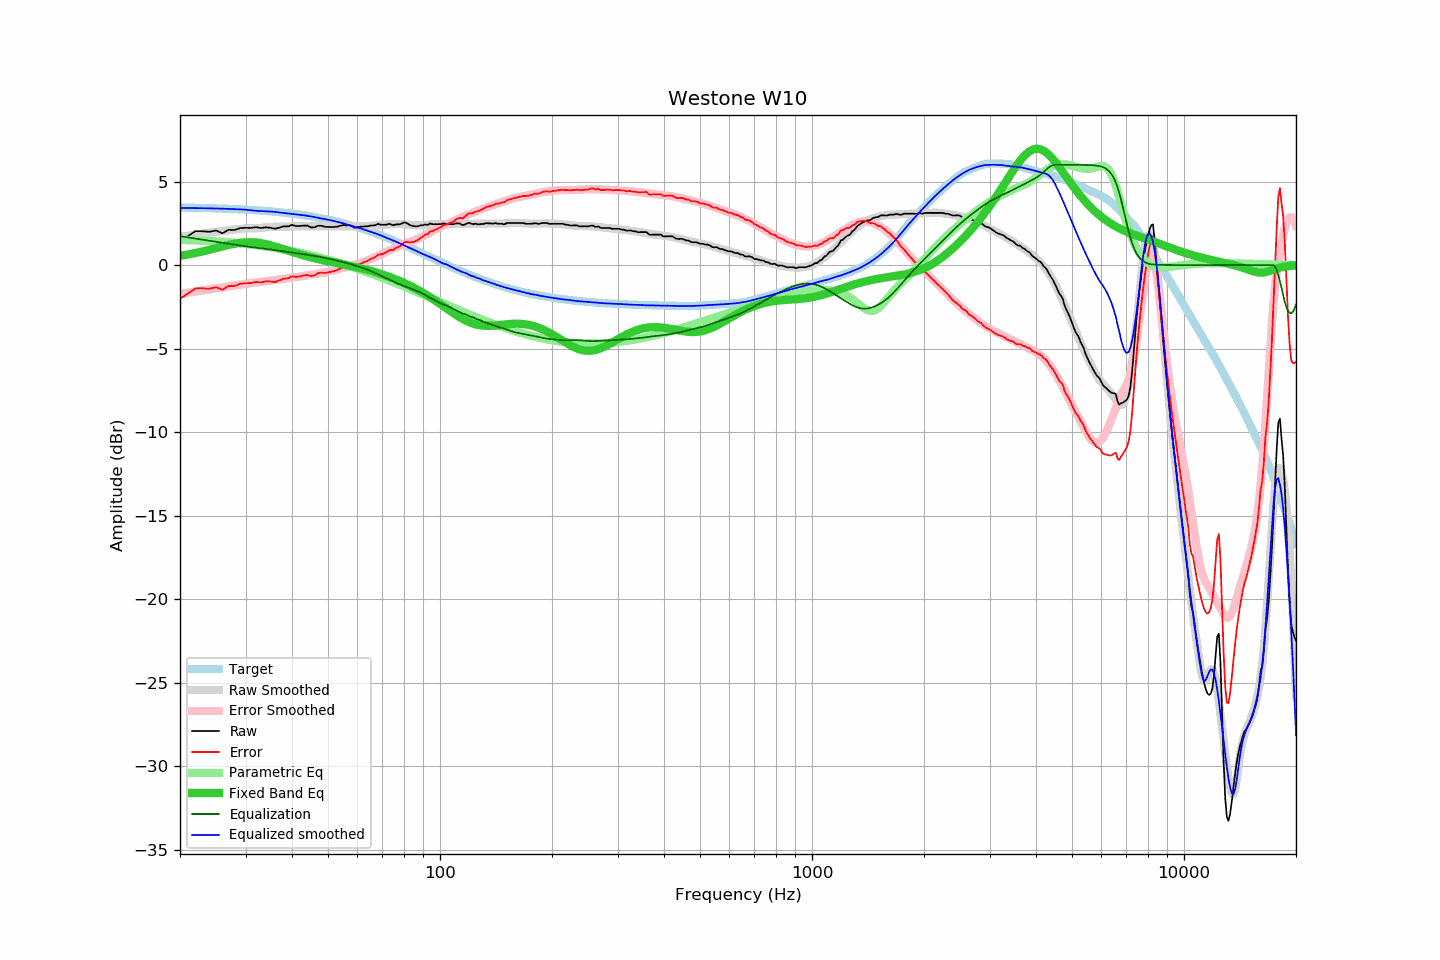 Westone W10
5
0
−5
−10
−15
−20
−25
−30
−35
Amplitude (dBr)
Target
Raw Smoothed
Error Smoothed
Raw
Error
Parametric Eq
Fixed Band Eq
Equalization
Equalized smoothed
100
1000
10000
Frequency (Hz)